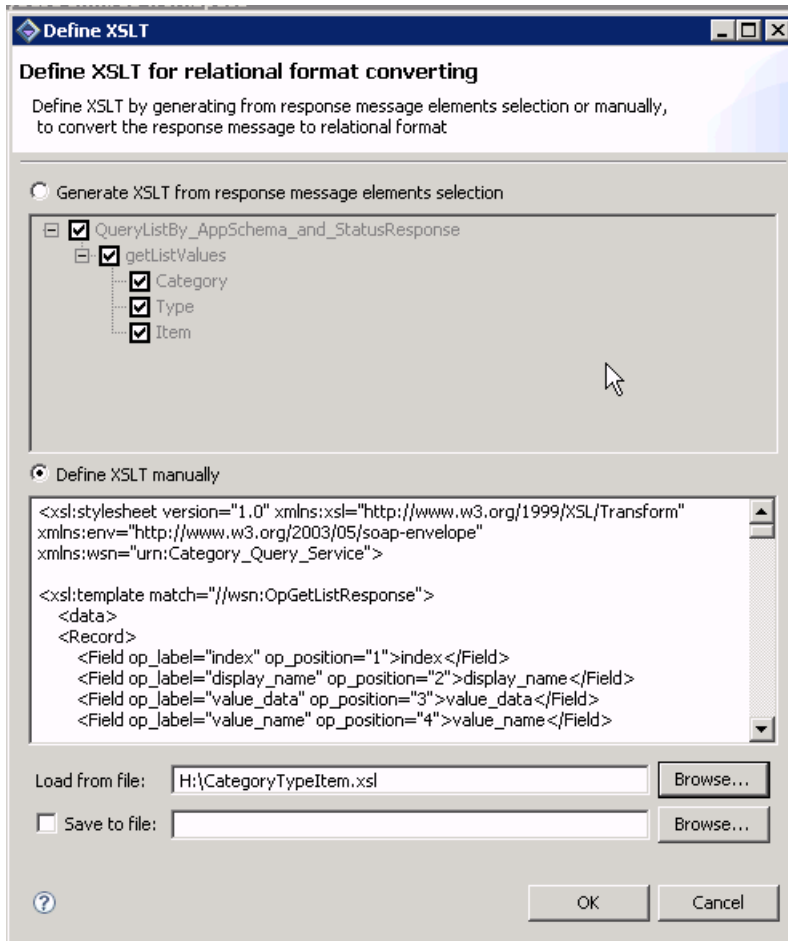 Define XSLT
Define XSLT for relational format converting
Define XSLT by generating from response message elements selection or manually,
to convert the response message to relational format
Generate XSLT from response message elements selection
QueryListBy_AppSchema_and_StatusResponse
getListValues
Category
Type
Item
Define XSLT manually
<xsl:stylesheet version="1.0" xmlns:xsl="http://www.w3.org/1999/XSL/Transform"
xmlns:env="http://www.w3.org/2003/05/soap-envelope"
xmlns:wsn="urn:Category_Query_Service">
<xsl:template match="//wsn:OpGetListResponse">
<data>
<Record>
<Field op_label="index" op_position="1">index</Field>
<Field op_label="display_name" op_position="2">display_name</Field>
<Field op_label="value_data" op_position="3">value_data</Field>
<Field op_label="value_name" op_position="4">value_name</Field>
Load from file: H:\CategoryTypeItem.xsl Browse...
Save to file: Browse...
? OK Cancel